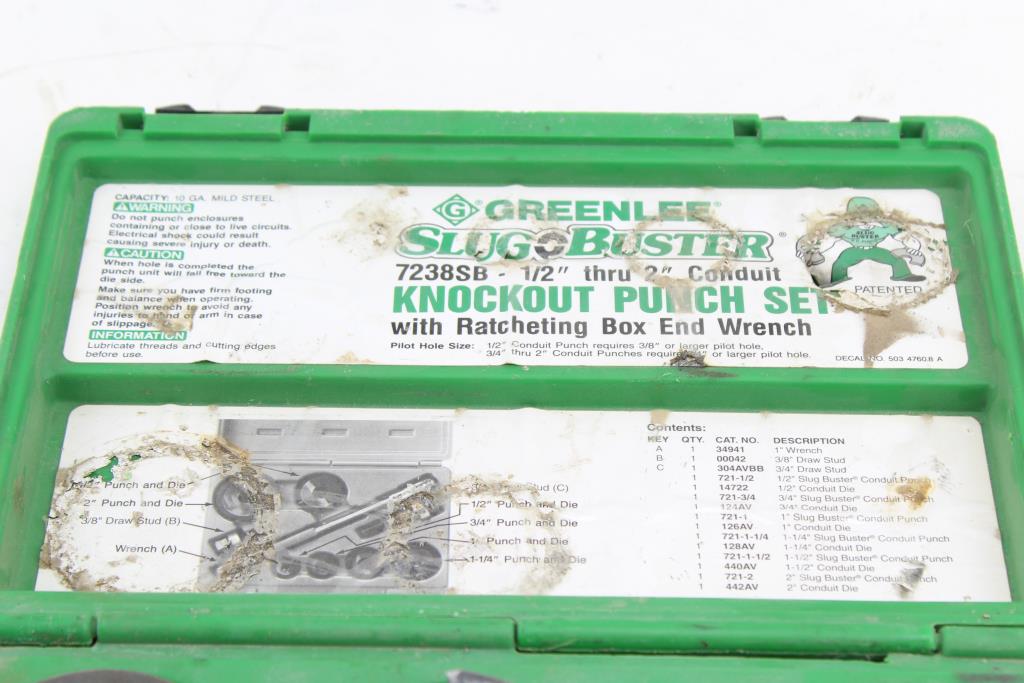 CAPACITY: 10 GA. MILD STEEL
WARNING
Do not punch enclosures
containing or close to live circuits.
Electrical shock could result
causing severe injury or death.
CAUTION
When hole is completed the
punch unit will fall free toward the
die side.
Make sure you have firm footing
and balance when operating.
Position wrench to avoid any
injuries to hand or arm in case
of slippage.
INFORMATION
Lubricate threads and cutting edges
before use.
G GREENLEE®
SLUG BUSTER®
7238SB - 1/2" thru 2" Conduit
KNOCKOUT PUNCH SET
with Ratcheting Box End Wrench
Pilot Hole Size: 1/2" Conduit Punch requires 3/8" or larger pilot hole.
3/4" thru 2" Conduit Punches require or larger pilot hole.
SLUG
BUSTER
PATENTED
DECAL NO. 503 4760.8 A
Punch and Die
2" Punch and Die
3/8" Draw Stud (B)
Wrench (A)
Stud (C)
1/2" Punch and Die
3/4" Punch and Die
1" Punch and Die
1-1/4" Punch and Die
Contents:
KEY QTY. CAT. NO. DESCRIPTION
A 1 34941 1" Wrench
B 1 00042 3/8" Draw Stud
C 1 304AVBB 3/4" Draw Stud
1 721-1/2 1/2" Slug Buster® Conduit Punch
1 14722 1/2" Conduit Die
1 721-3/4 3/4" Slug Buster® Conduit Punch
1 124AV 3/4" Conduit Die
1 721-1 1" Slug Buster® Conduit Punch
1 126AV 1" Conduit Die
1 721-1-1/4 1-1/4" Slug Buster® Conduit Punch
1 128AV 1-1/4" Conduit Die
1 721-1-1/2 1-1/2" Slug Buster® Conduit Punch
1 440AV 1-1/2" Conduit Die
1 721-2 2" Slug Buster® Conduit Punch
1 442AV 2" Conduit Die